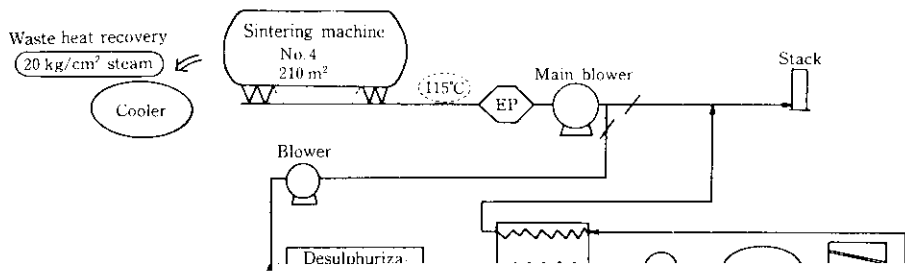 Waste heat recovery
20 kg/cm² steam
Cooler
Sintering machine
No.4
210 m²
115℃
EP
Main blower
Stack
Blower
Desulphuriza